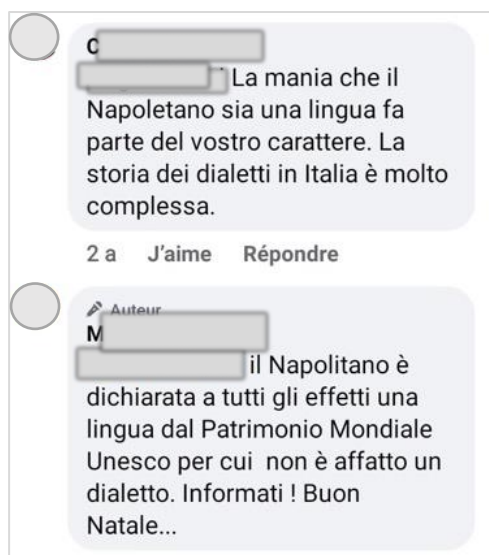 C
La mania che il
Napoletano sia una lingua fa
parte del vostro carattere. La
storia dei dialetti in Italia è molto
complessa.
2 a J'aime Répondre
Auteur
M
il Napolitano è
dichiarata a tutti gli effetti una
lingua dal Patrimonio Mondiale
Unesco per cui non è affatto un
dialetto. Informati ! Buon
Natale...